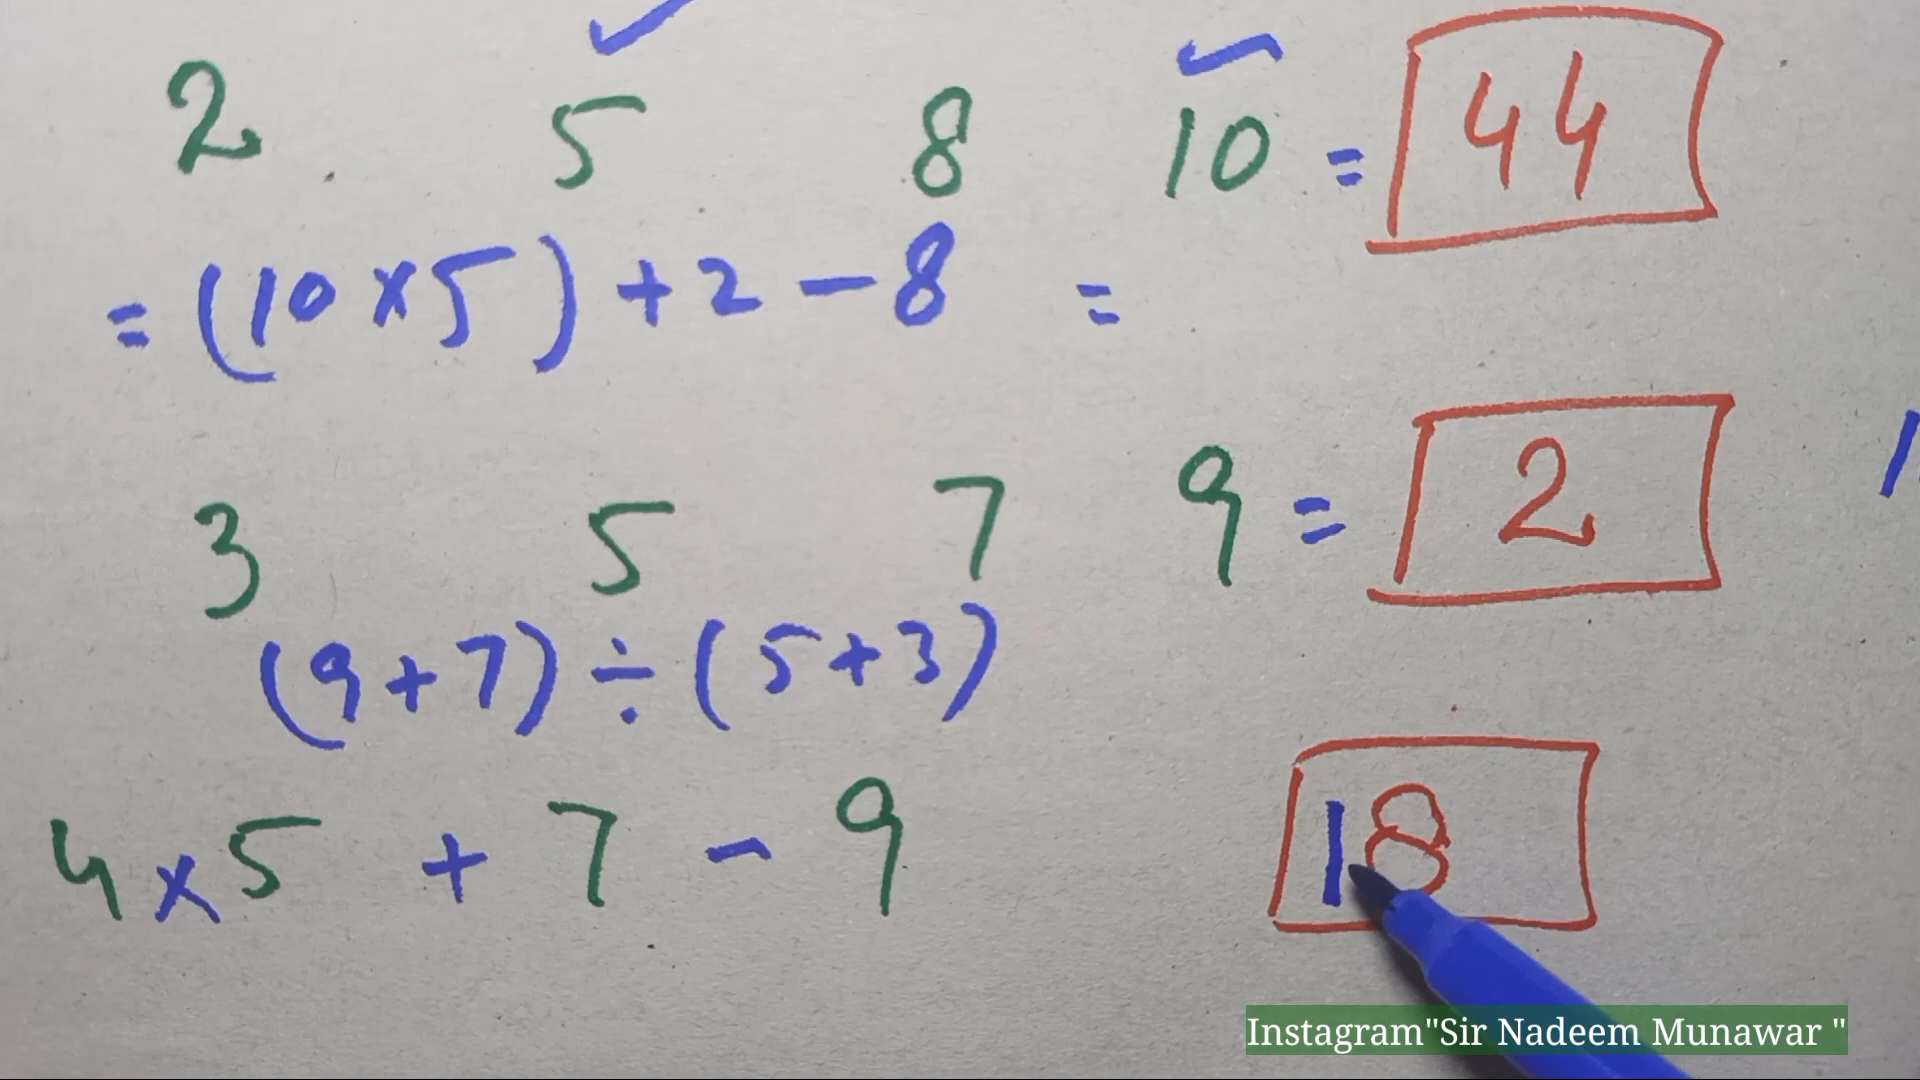 2 5 8 10 = 44
= (10 × 5) + 2 − 8 =
3 5 7 9 = 2
(9 + 7) ÷ (5 + 3)
4 × 5 + 7 − 9 18
Instagram"Sir Nadeem Munawar "